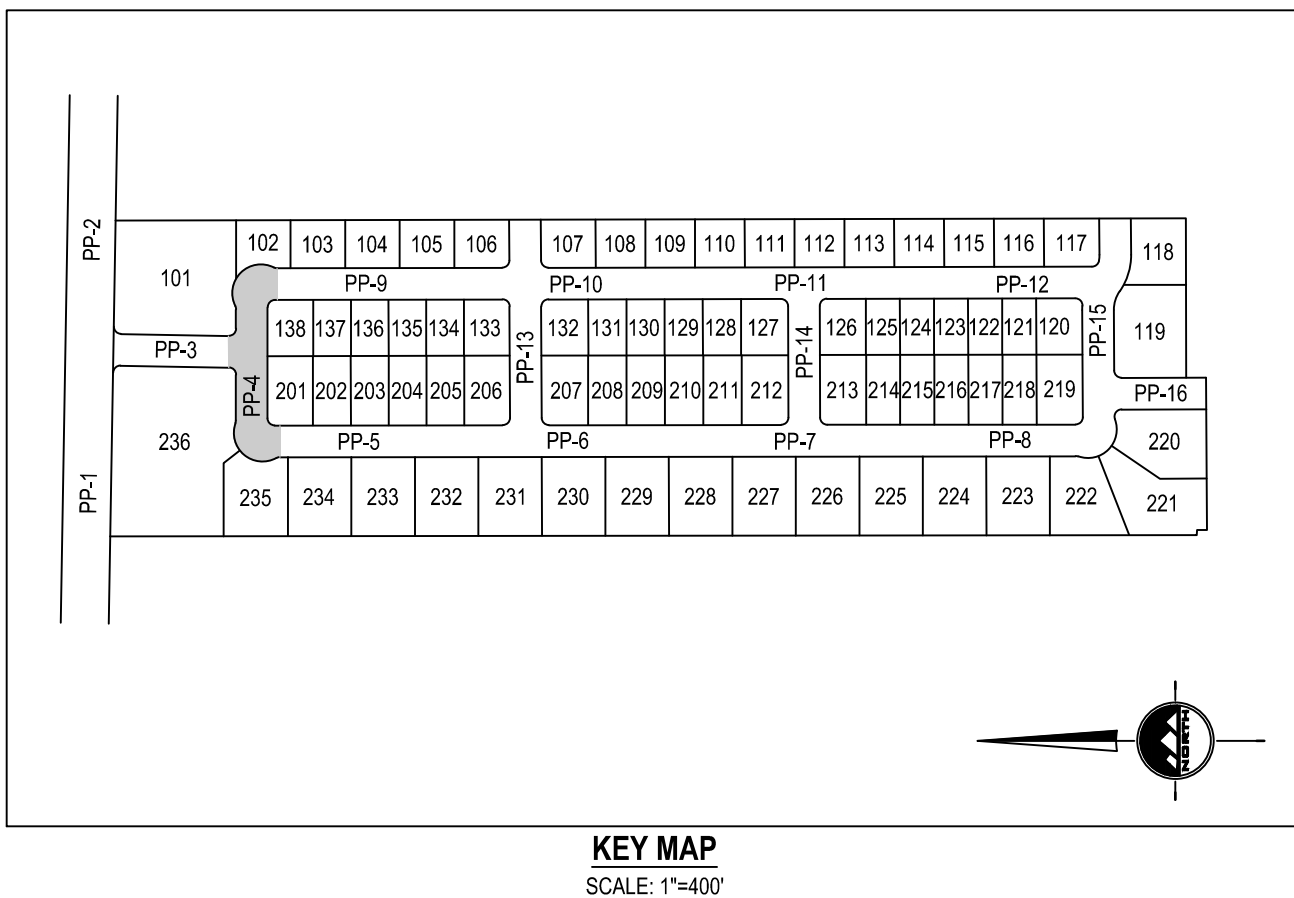 PP-2
102 103 104 105 106 107 108 109 110 111 112 113 114 115 116 117 118
101
PP-9 PP-10 PP-11 PP-12
138 137 136 135 134 133 132 131 130 129 128 127 126 125 124 123 122 121 120 119
PP-3 PP-13 PP-14 PP-15
PP-4
201 202 203 204 205 206 207 208 209 210 211 212 213 214 215 216 217 218 219 PP-16
236 PP-5 PP-6 PP-7 PP-8 220
PP-1
235 234 233 232 231 230 229 228 227 226 225 224 223 222 221
NORTH
KEY MAP
SCALE: 1"=400'